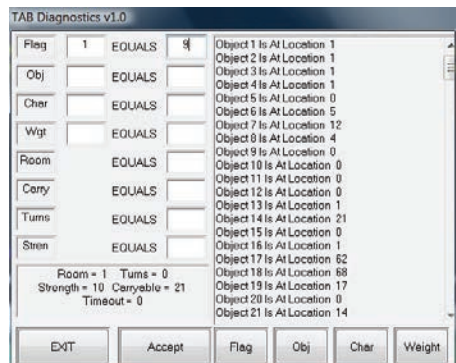 TAB Diagnostics v1.0
Flag 1 EQUALS 9
Obj EQUALS
Char EQUALS
Wgt EQUALS
Room EQUALS
Carry EQUALS
Turns EQUALS
Stren EQUALS
Room = 1 Turns = 0
Strength = 10 Carryable = 21
Timeout = 0
Object 1 Is At Location 1
Object 2 Is At Location 1
Object 3 Is At Location 1
Object 4 Is At Location 1
Object 5 Is At Location 0
Object 6 Is At Location 5
Object 7 Is At Location 12
Object 8 Is At Location 4
Object 9 Is At Location 0
Object 10 Is At Location 0
Object 11 Is At Location 0
Object 12 Is At Location 0
Object 13 Is At Location 1
Object 14 Is At Location 21
Object 15 Is At Location 0
Object 16 Is At Location 1
Object 17 Is At Location 62
Object 18 Is At Location 68
Object 19 Is At Location 17
Object 20 Is At Location 0
Object 21 Is At Location 14
EXIT Accept Flag Obj Char Weight